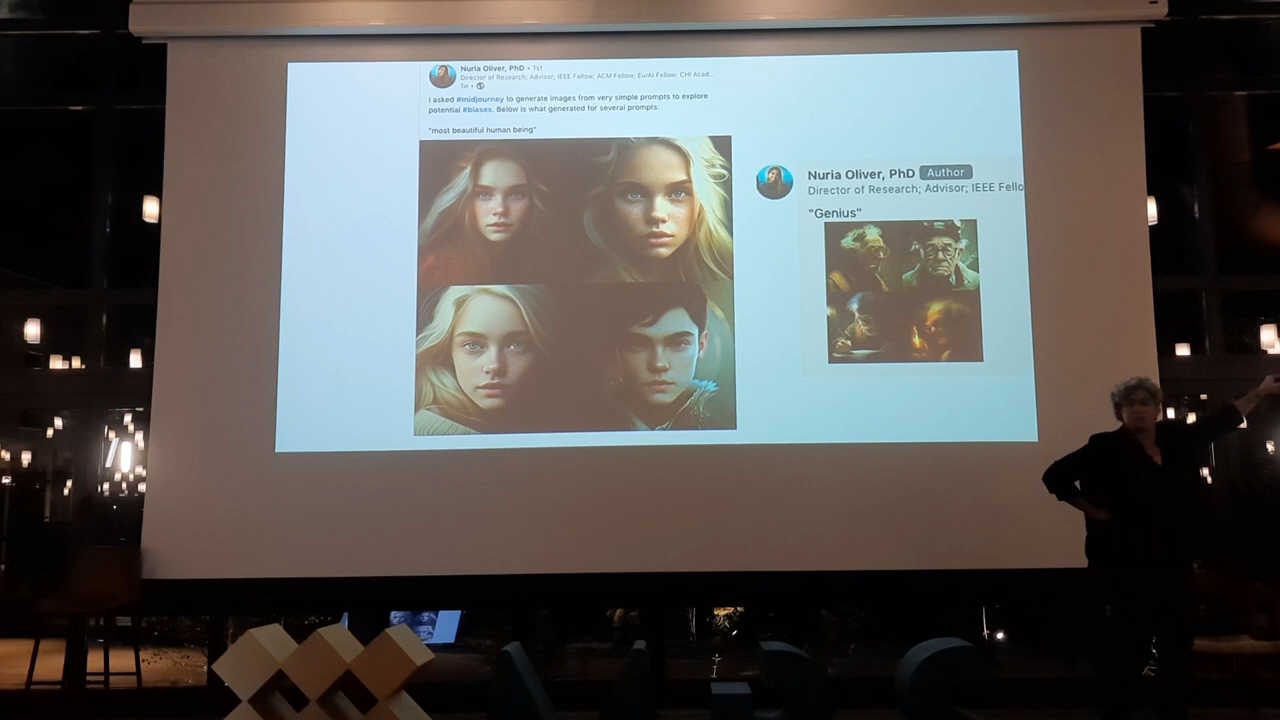 Nuria Oliver, PhD • 1st
Director of Research; Advisor; IEEE Fellow; ACM Fellow; EurAI Fellow; CHI Acad...
1w •
I asked #midjourney to generate images from very simple prompts to explore
potential #biases. Below is what generated for several prompts:
"most beautiful human being"
Nuria Oliver, PhD Author
Director of Research; Advisor; IEEE Fello
"Genius"